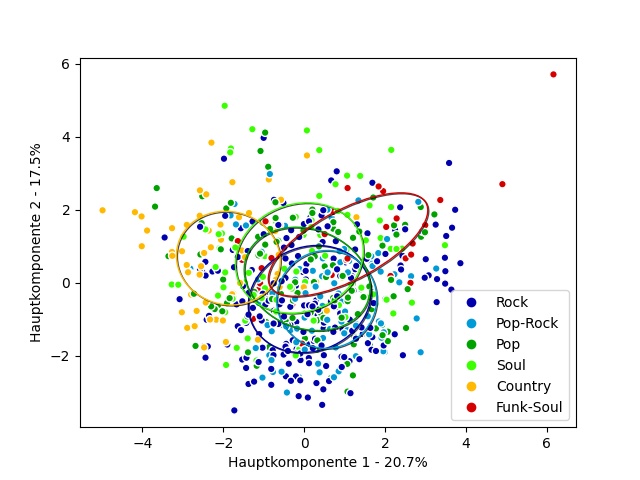 6
4
2
0
−2
−4
−2
0
2
4
6
Hauptkomponente 2 - 17.5%
Hauptkomponente 1 - 20.7%
Rock
Pop-Rock
Pop
Soul
Country
Funk-Soul